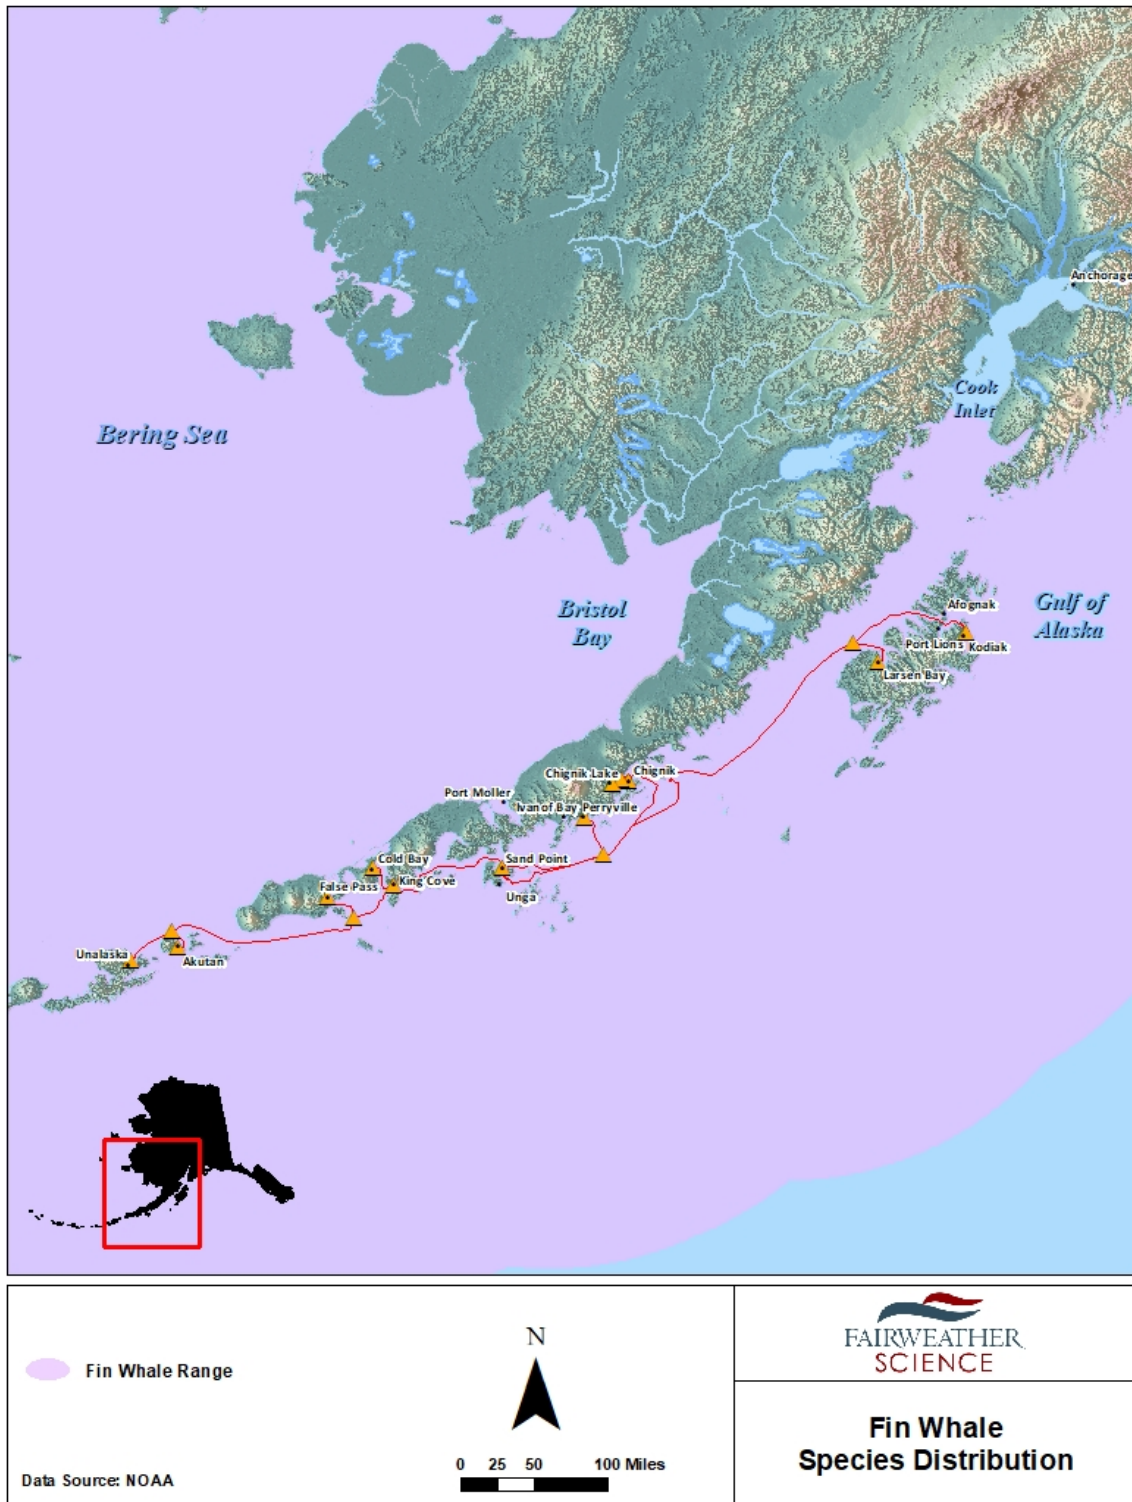 Anchorage
Cook
Inlet
Bering Sea
Bristol
Bay
Gulf of
Alaska
Afognak
Port Lions
Kodiak
Larsen Bay
Chignik Lake
Chignik
Port Moller
Ivanof Bay
Perryville
Cold Bay
Sand Point
False Pass
King Cove
Unga
Unalaska
Akutan
Fin Whale Range
Data Source: NOAA
N
0 25 50 100 Miles
FAIRWEATHER
SCIENCE
Fin Whale
Species Distribution